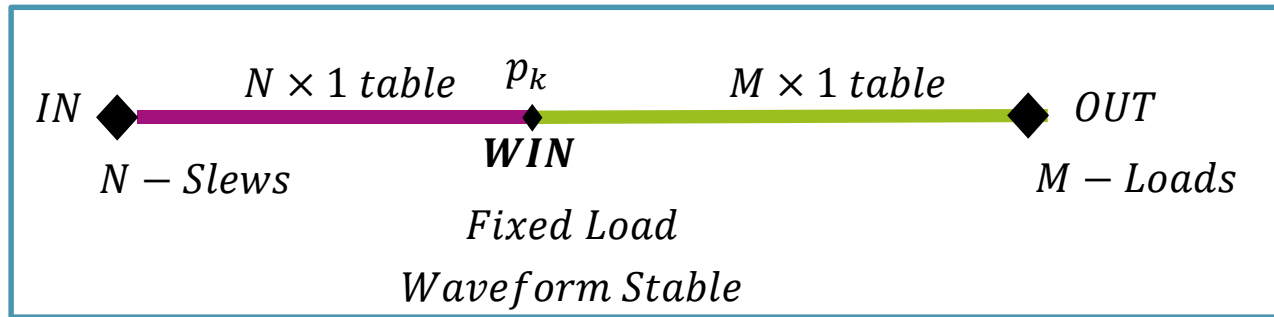 N × 1 table
p_k
M × 1 table
IN
OUT
WIN
N − Slews
M − Loads
Fixed Load
Waveform Stable